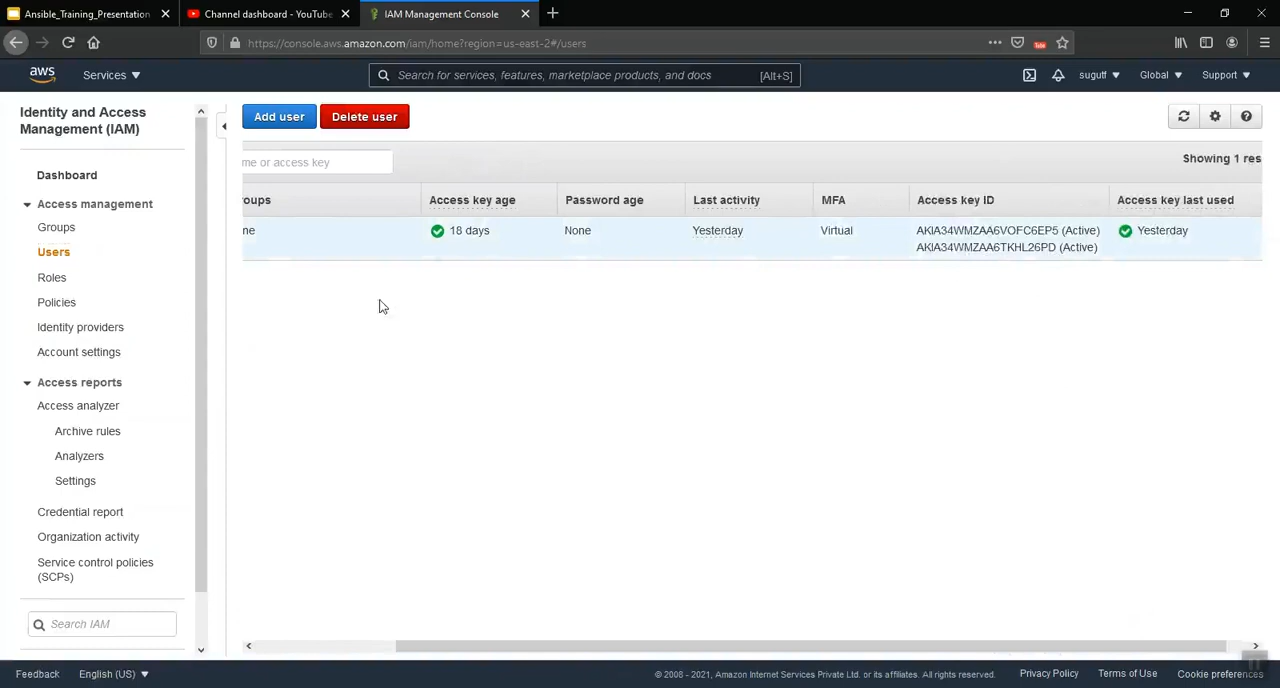 Ansible_Training_Presentation
Channel dashboard - YouTube
IAM Management Console
https://console.aws.amazon.com/iam/home?region=us-east-2#/users
aws
Services
Search for services, features, marketplace products, and docs
[Alt+S]
sugutf
Global
Support
Identity and Access
Management (IAM)
Dashboard
Access management
Groups
Users
Roles
Policies
Identity providers
Account settings
Access reports
Access analyzer
Archive rules
Analyzers
Settings
Credential report
Organization activity
Service control policies
(SCPs)
Search IAM
Add user
Delete user
me or access key
Showing 1 res
oups
Access key age
Password age
Last activity
MFA
Access key ID
Access key last used
ne
18 days
None
Yesterday
Virtual
AKIA34WMZAA6VOFC6EP5 (Active)
AKIA34WMZAA6TKHL26PD (Active)
Yesterday
Feedback
English (US)
© 2008 - 2021, Amazon Internet Services Private Ltd. or its affiliates. All rights reserved.
Privacy Policy
Terms of Use
Cookie preferences